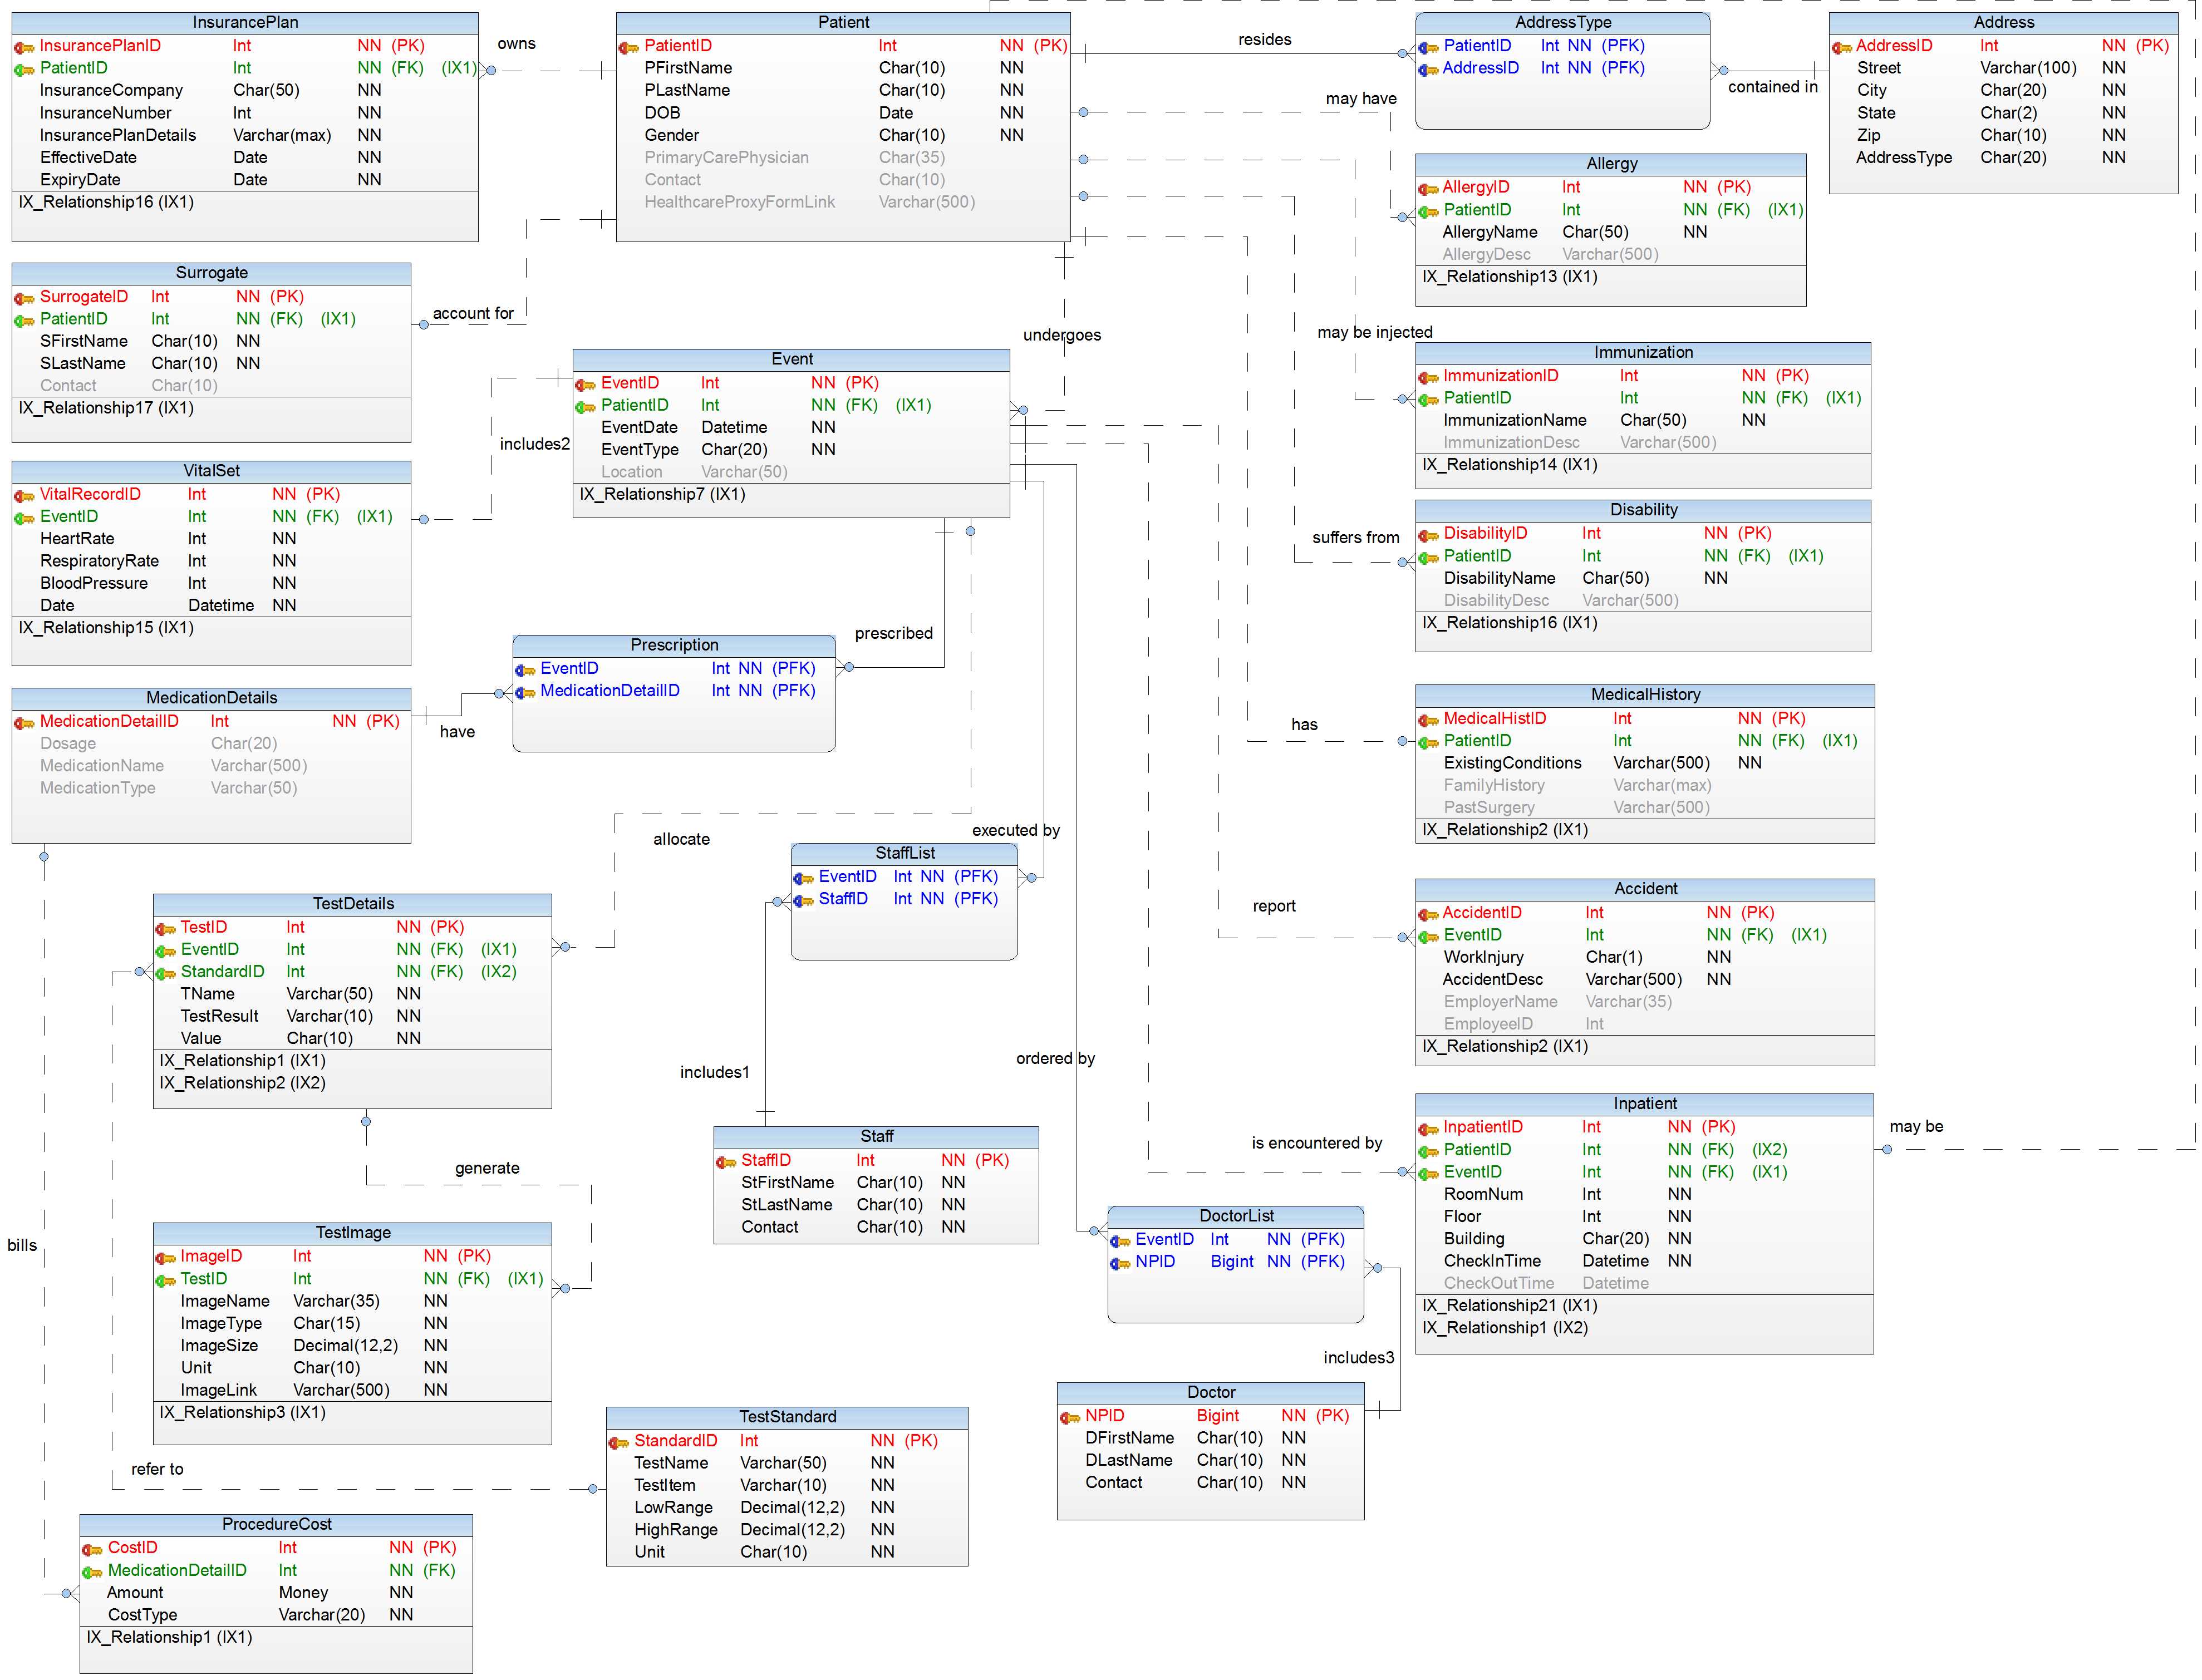 InsurancePlan
InsurancePlanID Int NN (PK)
PatientID Int NN (FK) (IX1)
InsuranceCompany Char(50) NN
InsuranceNumber Int NN
InsurancePlanDetails Varchar(max) NN
EffectiveDate Date NN
ExpiryDate Date NN
IX_Relationship16 (IX1)
owns
Patient
PatientID Int NN (PK)
PFirstName Char(10) NN
PLastName Char(10) NN
DOB Date NN
Gender Char(10) NN
PrimaryCarePhysician Char(35)
Contact Char(10)
HealthcareProxyFormLink Varchar(500)
resides
AddressType
PatientID Int NN (PFK)
AddressID Int NN (PFK)
contained in
Address
AddressID Int NN (PK)
Street Varchar(100) NN
City Char(20) NN
State Char(2) NN
Zip Char(10) NN
AddressType Char(20) NN
may have
Allergy
AllergyID Int NN (PK)
PatientID Int NN (FK) (IX1)
AllergyName Char(50) NN
AllergyDesc Varchar(500)
IX_Relationship13 (IX1)
Surrogate
SurrogateID Int NN (PK)
PatientID Int NN (FK) (IX1)
SFirstName Char(10) NN
SLastName Char(10) NN
Contact Char(10)
IX_Relationship17 (IX1)
account for
undergoes
may be injected
Immunization
ImmunizationID Int NN (PK)
PatientID Int NN (FK) (IX1)
ImmunizationName Char(50) NN
ImmunizationDesc Varchar(500)
IX_Relationship14 (IX1)
Event
EventID Int NN (PK)
PatientID Int NN (FK) (IX1)
EventDate Datetime NN
EventType Char(20) NN
Location Varchar(50)
IX_Relationship7 (IX1)
includes2
VitalSet
VitalRecordID Int NN (PK)
EventID Int NN (FK) (IX1)
HeartRate Int NN
RespiratoryRate Int NN
BloodPressure Int NN
Date Datetime NN
IX_Relationship15 (IX1)
suffers from
Disability
DisabilityID Int NN (PK)
PatientID Int NN (FK) (IX1)
DisabilityName Char(50) NN
DisabilityDesc Varchar(500)
IX_Relationship16 (IX1)
Prescription
EventID Int NN (PFK)
MedicationDetailID Int NN (PFK)
prescribed
MedicationDetails
MedicationDetailID Int NN (PK)
Dosage Char(20)
MedicationName Varchar(500)
MedicationType Varchar(50)
have
has
MedicalHistory
MedicalHistID Int NN (PK)
PatientID Int NN (FK) (IX1)
ExistingConditions Varchar(500) NN
FamilyHistory Varchar(max)
PastSurgery Varchar(500)
IX_Relationship2 (IX1)
allocate
executed by
StaffList
EventID Int NN (PFK)
StaffID Int NN (PFK)
report
Accident
AccidentID Int NN (PK)
EventID Int NN (FK) (IX1)
WorkInjury Char(1) NN
AccidentDesc Varchar(500) NN
EmployerName Varchar(35)
EmployeeID Int
IX_Relationship2 (IX1)
TestDetails
TestID Int NN (PK)
EventID Int NN (FK) (IX1)
StandardID Int NN (FK) (IX2)
TName Varchar(50) NN
TestResult Varchar(10) NN
Value Char(10) NN
IX_Relationship1 (IX1)
IX_Relationship2 (IX2)
includes1
ordered by
Staff
StaffID Int NN (PK)
StFirstName Char(10) NN
StLastName Char(10) NN
Contact Char(10) NN
is encountered by
Inpatient
InpatientID Int NN (PK)
PatientID Int NN (FK) (IX2)
EventID Int NN (FK) (IX1)
RoomNum Int NN
Floor Int NN
Building Char(20) NN
CheckInTime Datetime NN
CheckOutTime Datetime
IX_Relationship21 (IX1)
IX_Relationship1 (IX2)
may be
generate
bills
TestImage
ImageID Int NN (PK)
TestID Int NN (FK) (IX1)
ImageName Varchar(35) NN
ImageType Char(15) NN
ImageSize Decimal(12,2) NN
Unit Char(10) NN
ImageLink Varchar(500) NN
IX_Relationship3 (IX1)
DoctorList
EventID Int NN (PFK)
NPID Bigint NN (PFK)
includes3
Doctor
NPID Bigint NN (PK)
DFirstName Char(10) NN
DLastName Char(10) NN
Contact Char(10) NN
refer to
TestStandard
StandardID Int NN (PK)
TestName Varchar(50) NN
TestItem Varchar(10) NN
LowRange Decimal(12,2) NN
HighRange Decimal(12,2) NN
Unit Char(10) NN
ProcedureCost
CostID Int NN (PK)
MedicationDetailID Int NN (FK)
Amount Money NN
CostType Varchar(20) NN
IX_Relationship1 (IX1)